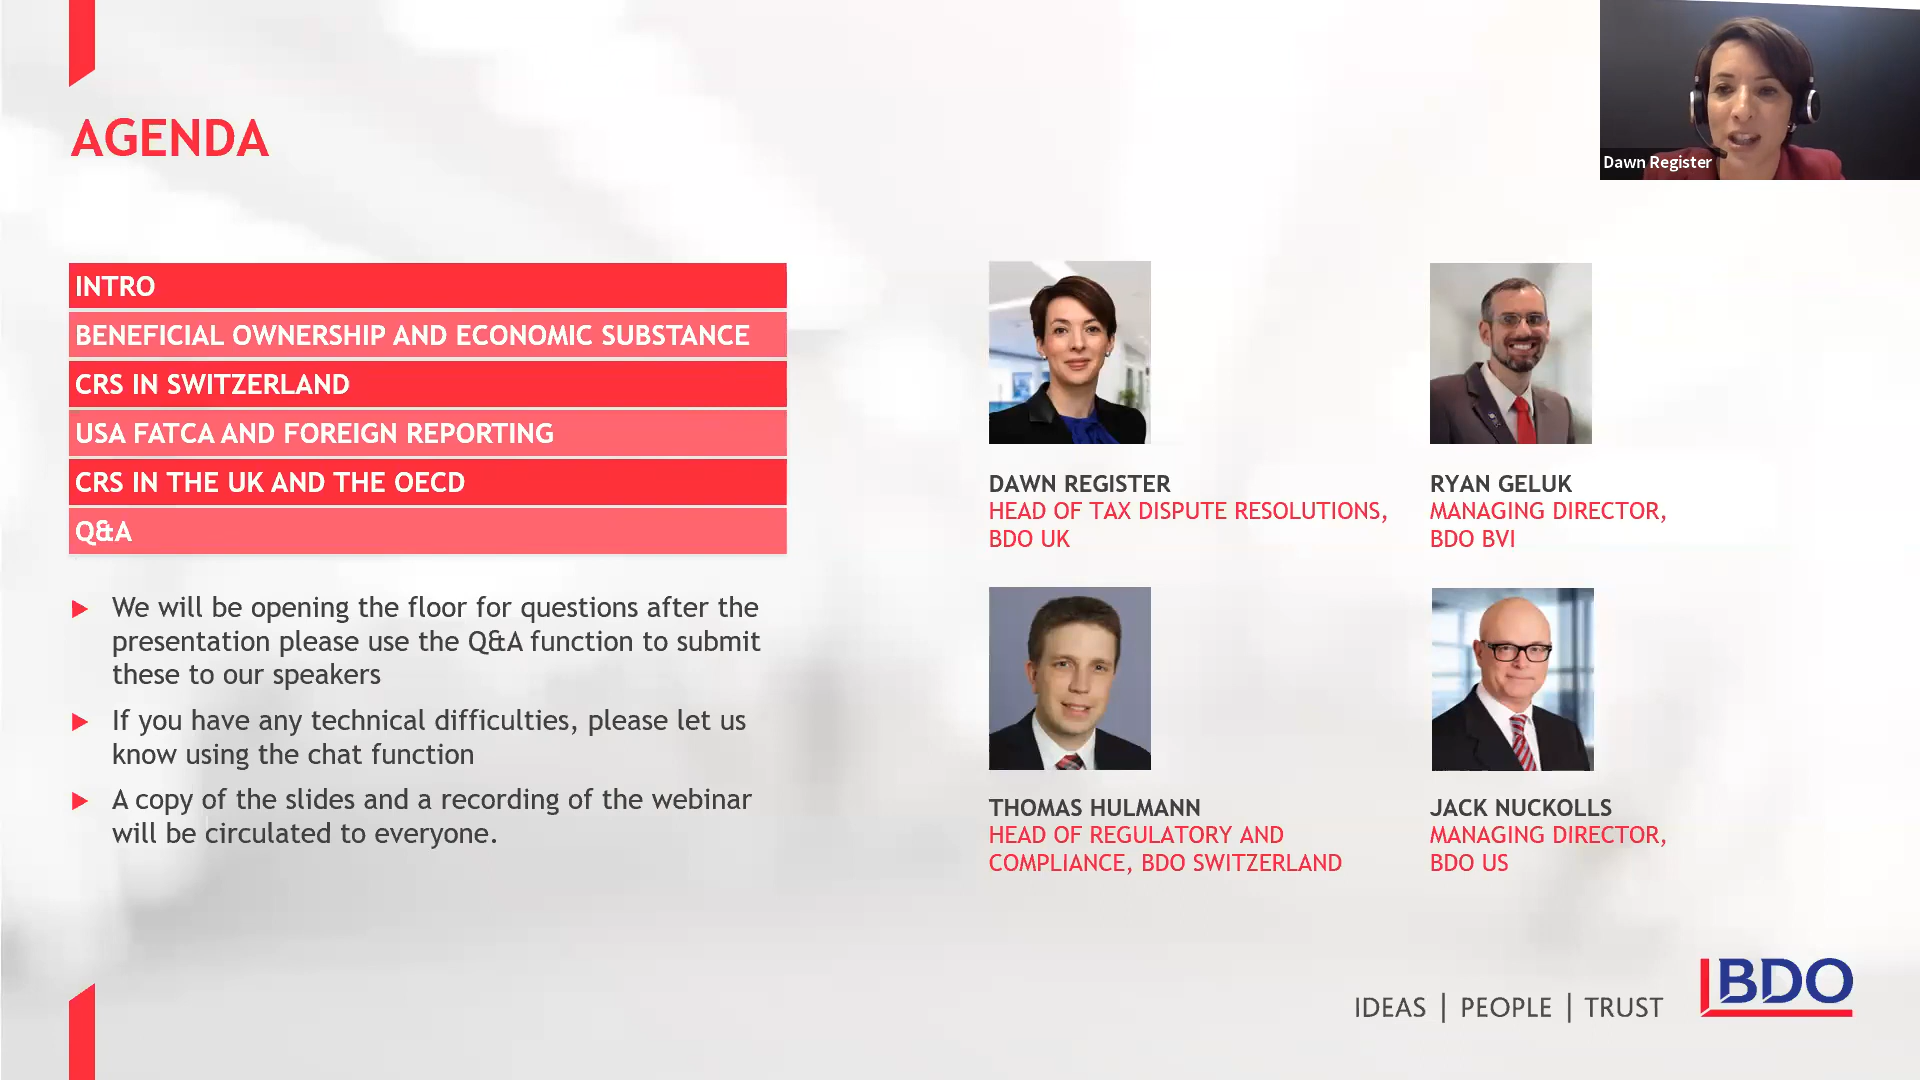 AGENDA
Dawn Register
INTRO
BENEFICIAL OWNERSHIP AND ECONOMIC SUBSTANCE
CRS IN SWITZERLAND
USA FATCA AND FOREIGN REPORTING
CRS IN THE UK AND THE OECD
Q&A
We will be opening the floor for questions after the
presentation please use the Q&A function to submit
these to our speakers
If you have any technical difficulties, please let us
know using the chat function
A copy of the slides and a recording of the webinar
will be circulated to everyone.
DAWN REGISTER
HEAD OF TAX DISPUTE RESOLUTIONS,
BDO UK
RYAN GELUK
MANAGING DIRECTOR,
BDO BVI
THOMAS HULMANN
HEAD OF REGULATORY AND
COMPLIANCE, BDO SWITZERLAND
JACK NUCKOLLS
MANAGING DIRECTOR,
BDO US
IDEAS | PEOPLE | TRUST
BDO